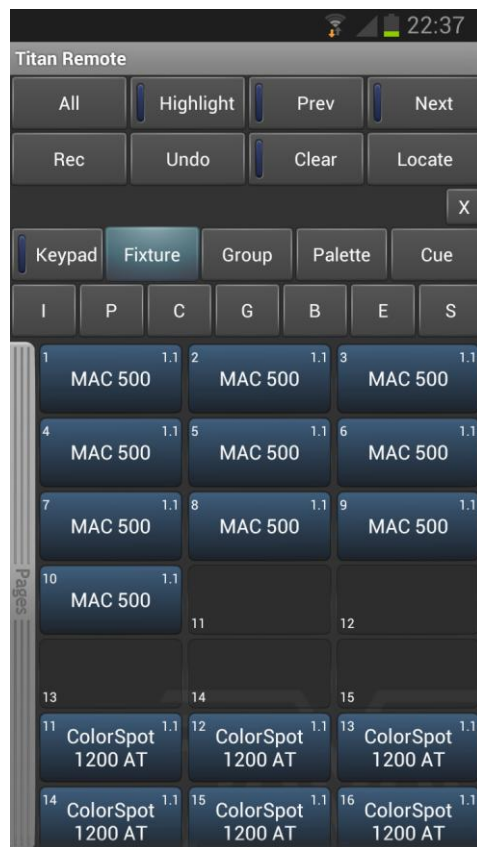 22:37
Titan Remote
All Highlight Prev Next
Rec Undo Clear Locate
X
Keypad Fixture Group Palette Cue
I P C G B E S
Pages
1 1.1 2 1.1 3 1.1
MAC 500 MAC 500 MAC 500
4 1.1 5 1.1 6 1.1
MAC 500 MAC 500 MAC 500
7 1.1 8 1.1 9 1.1
MAC 500 MAC 500 MAC 500
10 1.1
MAC 500
11 12
13 14 15
11 1.1 12 1.1 13 1.1
ColorSpot ColorSpot ColorSpot
1200 AT 1200 AT 1200 AT
14 1.1 15 1.1 16 1.1
ColorSpot ColorSpot ColorSpot
1200 AT 1200 AT 1200 AT